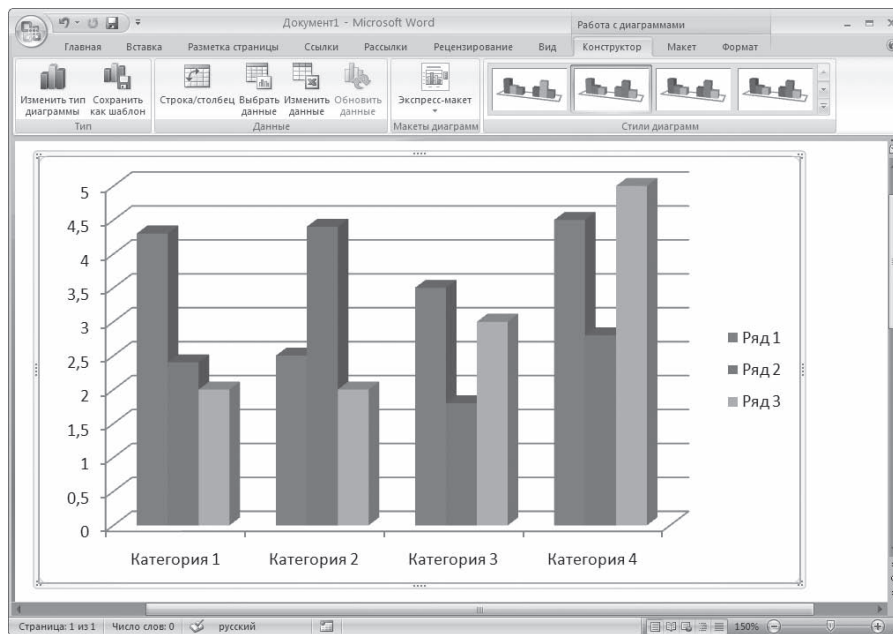 Документ1 - Microsoft Word
Работа с диаграммами
Главная Вставка Разметка страницы Ссылки Рассылки Рецензирование Вид Конструктор Макет Формат
Изменить тип диаграммы
Сохранить как шаблон
Тип
Строка/столбец
Выбрать данные
Изменить данные
Обновить данные
Данные
Экспресс-макет
Макеты диаграмм
Стили диаграмм
5
4,5
4
3,5
3
2,5
2
1,5
1
0,5
0
Категория 1 Категория 2 Категория 3 Категория 4
Ряд 1
Ряд 2
Ряд 3
Страница: 1 из 1 Число слов: 0 русский 150%